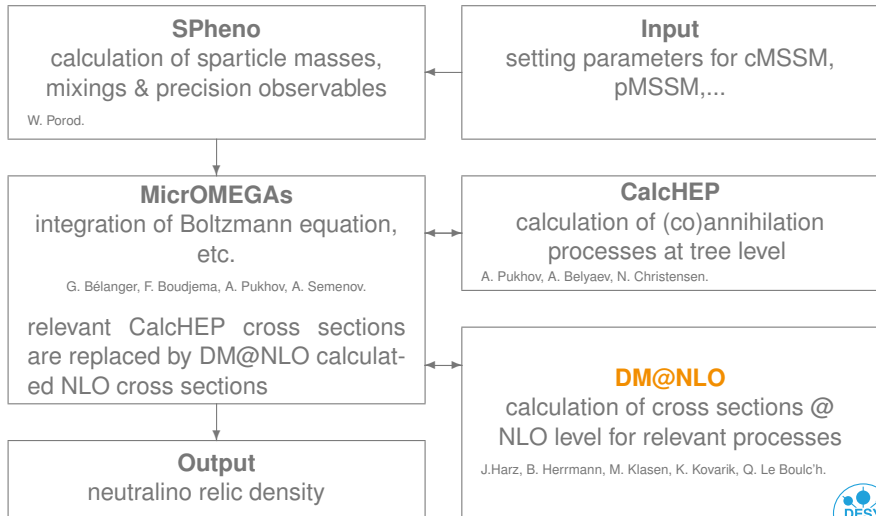 SPheno
calculation of sparticle masses,
mixings & precision observables
W. Porod.
Input
setting parameters for cMSSM,
pMSSM,...
MicrOMEGAs
integration of Boltzmann equation,
etc.
G. Bélanger, F. Boudjema, A. Pukhov, A. Semenov.
relevant CalcHEP cross sections
are replaced by DM@NLO calculat-
ed NLO cross sections
CalcHEP
calculation of (co)annihilation
processes at tree level
A. Pukhov, A. Belyaev, N. Christensen.
DM@NLO
calculation of cross sections @
NLO level for relevant processes
J.Harz, B. Herrmann, M. Klasen, K. Kovarik, Q. Le Boulc'h.
Output
neutralino relic density
DESY